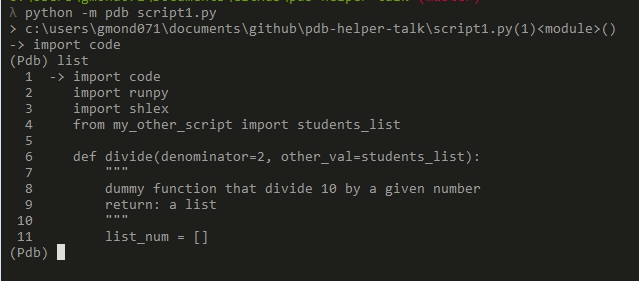 λ python -m pdb script1.py
> c:\users\gmond071\documents\github\pdb-helper-talk\script1.py(1)<module>()
-> import code
(Pdb) list
  1  -> import code
  2     import runpy
  3     import shlex
  4     from my_other_script import students_list
  5
  6     def divide(denominator=2, other_val=students_list):
  7         """
  8         dummy function that divide 10 by a given number
  9         return: a list
 10         """
 11         list_num = []
(Pdb)